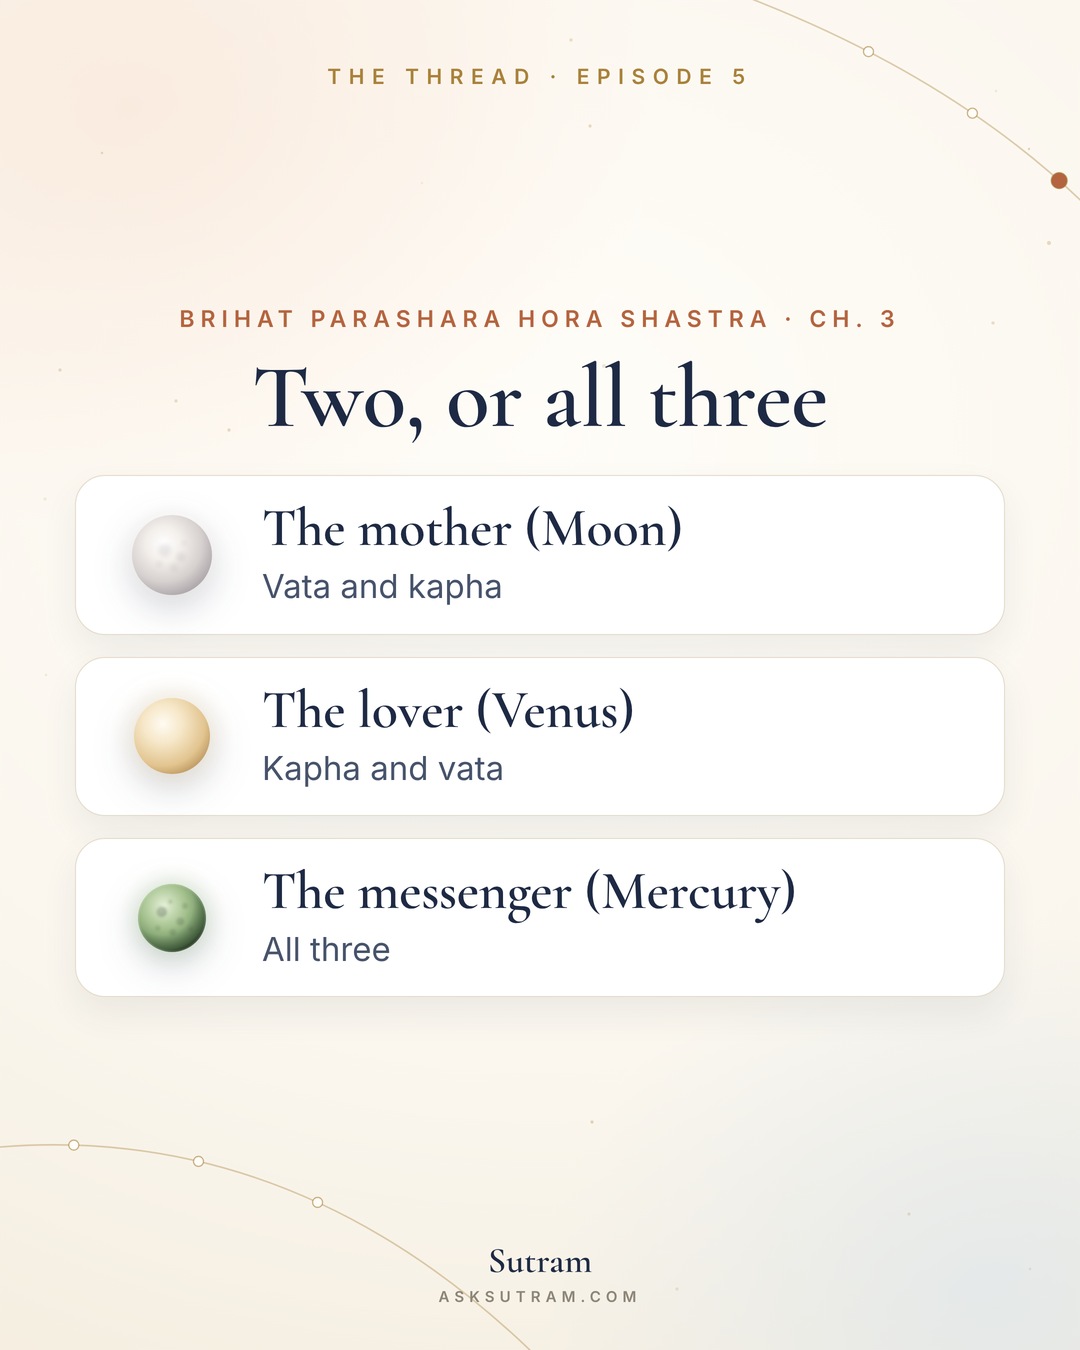 THE THREAD · EPISODE 5
BRIHAT PARASHARA HORA SHASTRA · CH. 3
Two, or all three
The mother (Moon)
Vata and kapha
The lover (Venus)
Kapha and vata
The messenger (Mercury)
All three
Sutram
ASKSUTRAM.COM